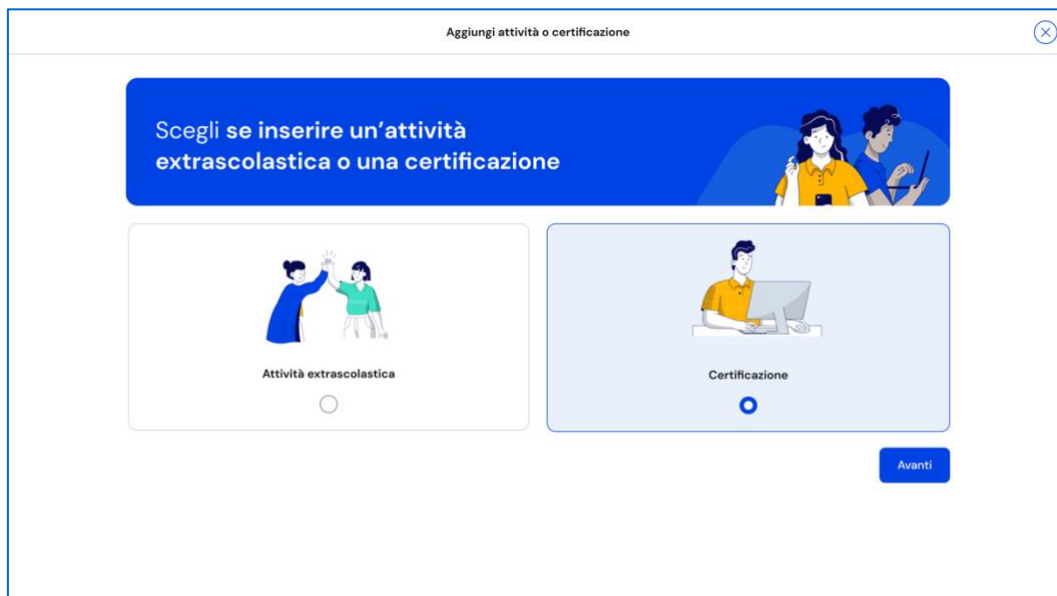 Aggiungi attività o certificazione
Scegli se inserire un'attività
extrascolastica o una certificazione
Attività extrascolastica
Certificazione
Avanti